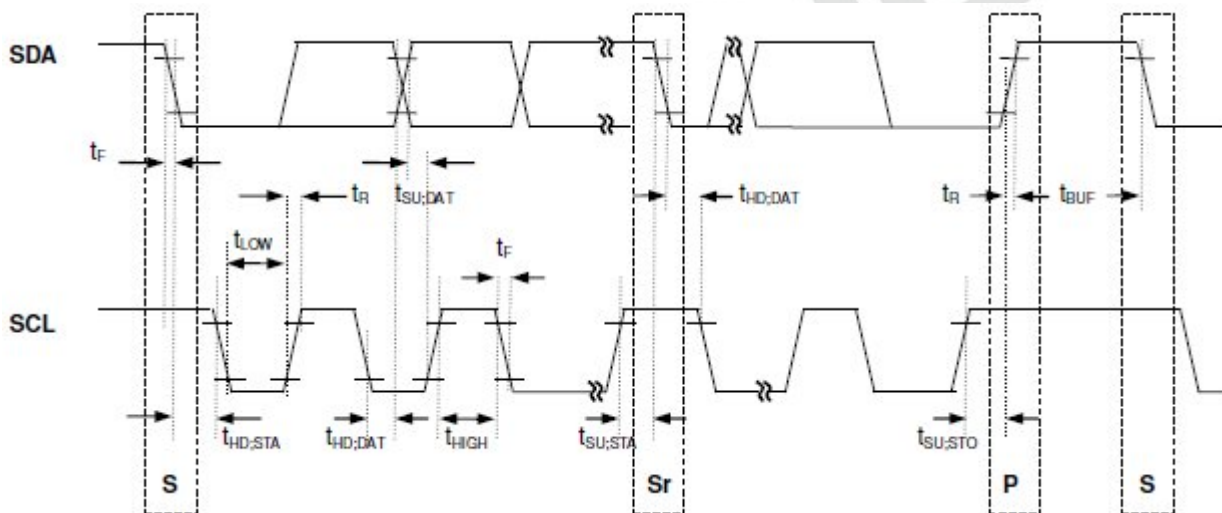 SDA
tF
tR
tSU;DAT
tHD;DAT
tR
tBUF
tLOW
tF
SCL
tHD;STA
tHD;DAT
tHIGH
tSU;STA
tSU;STO
S
Sr
P
S